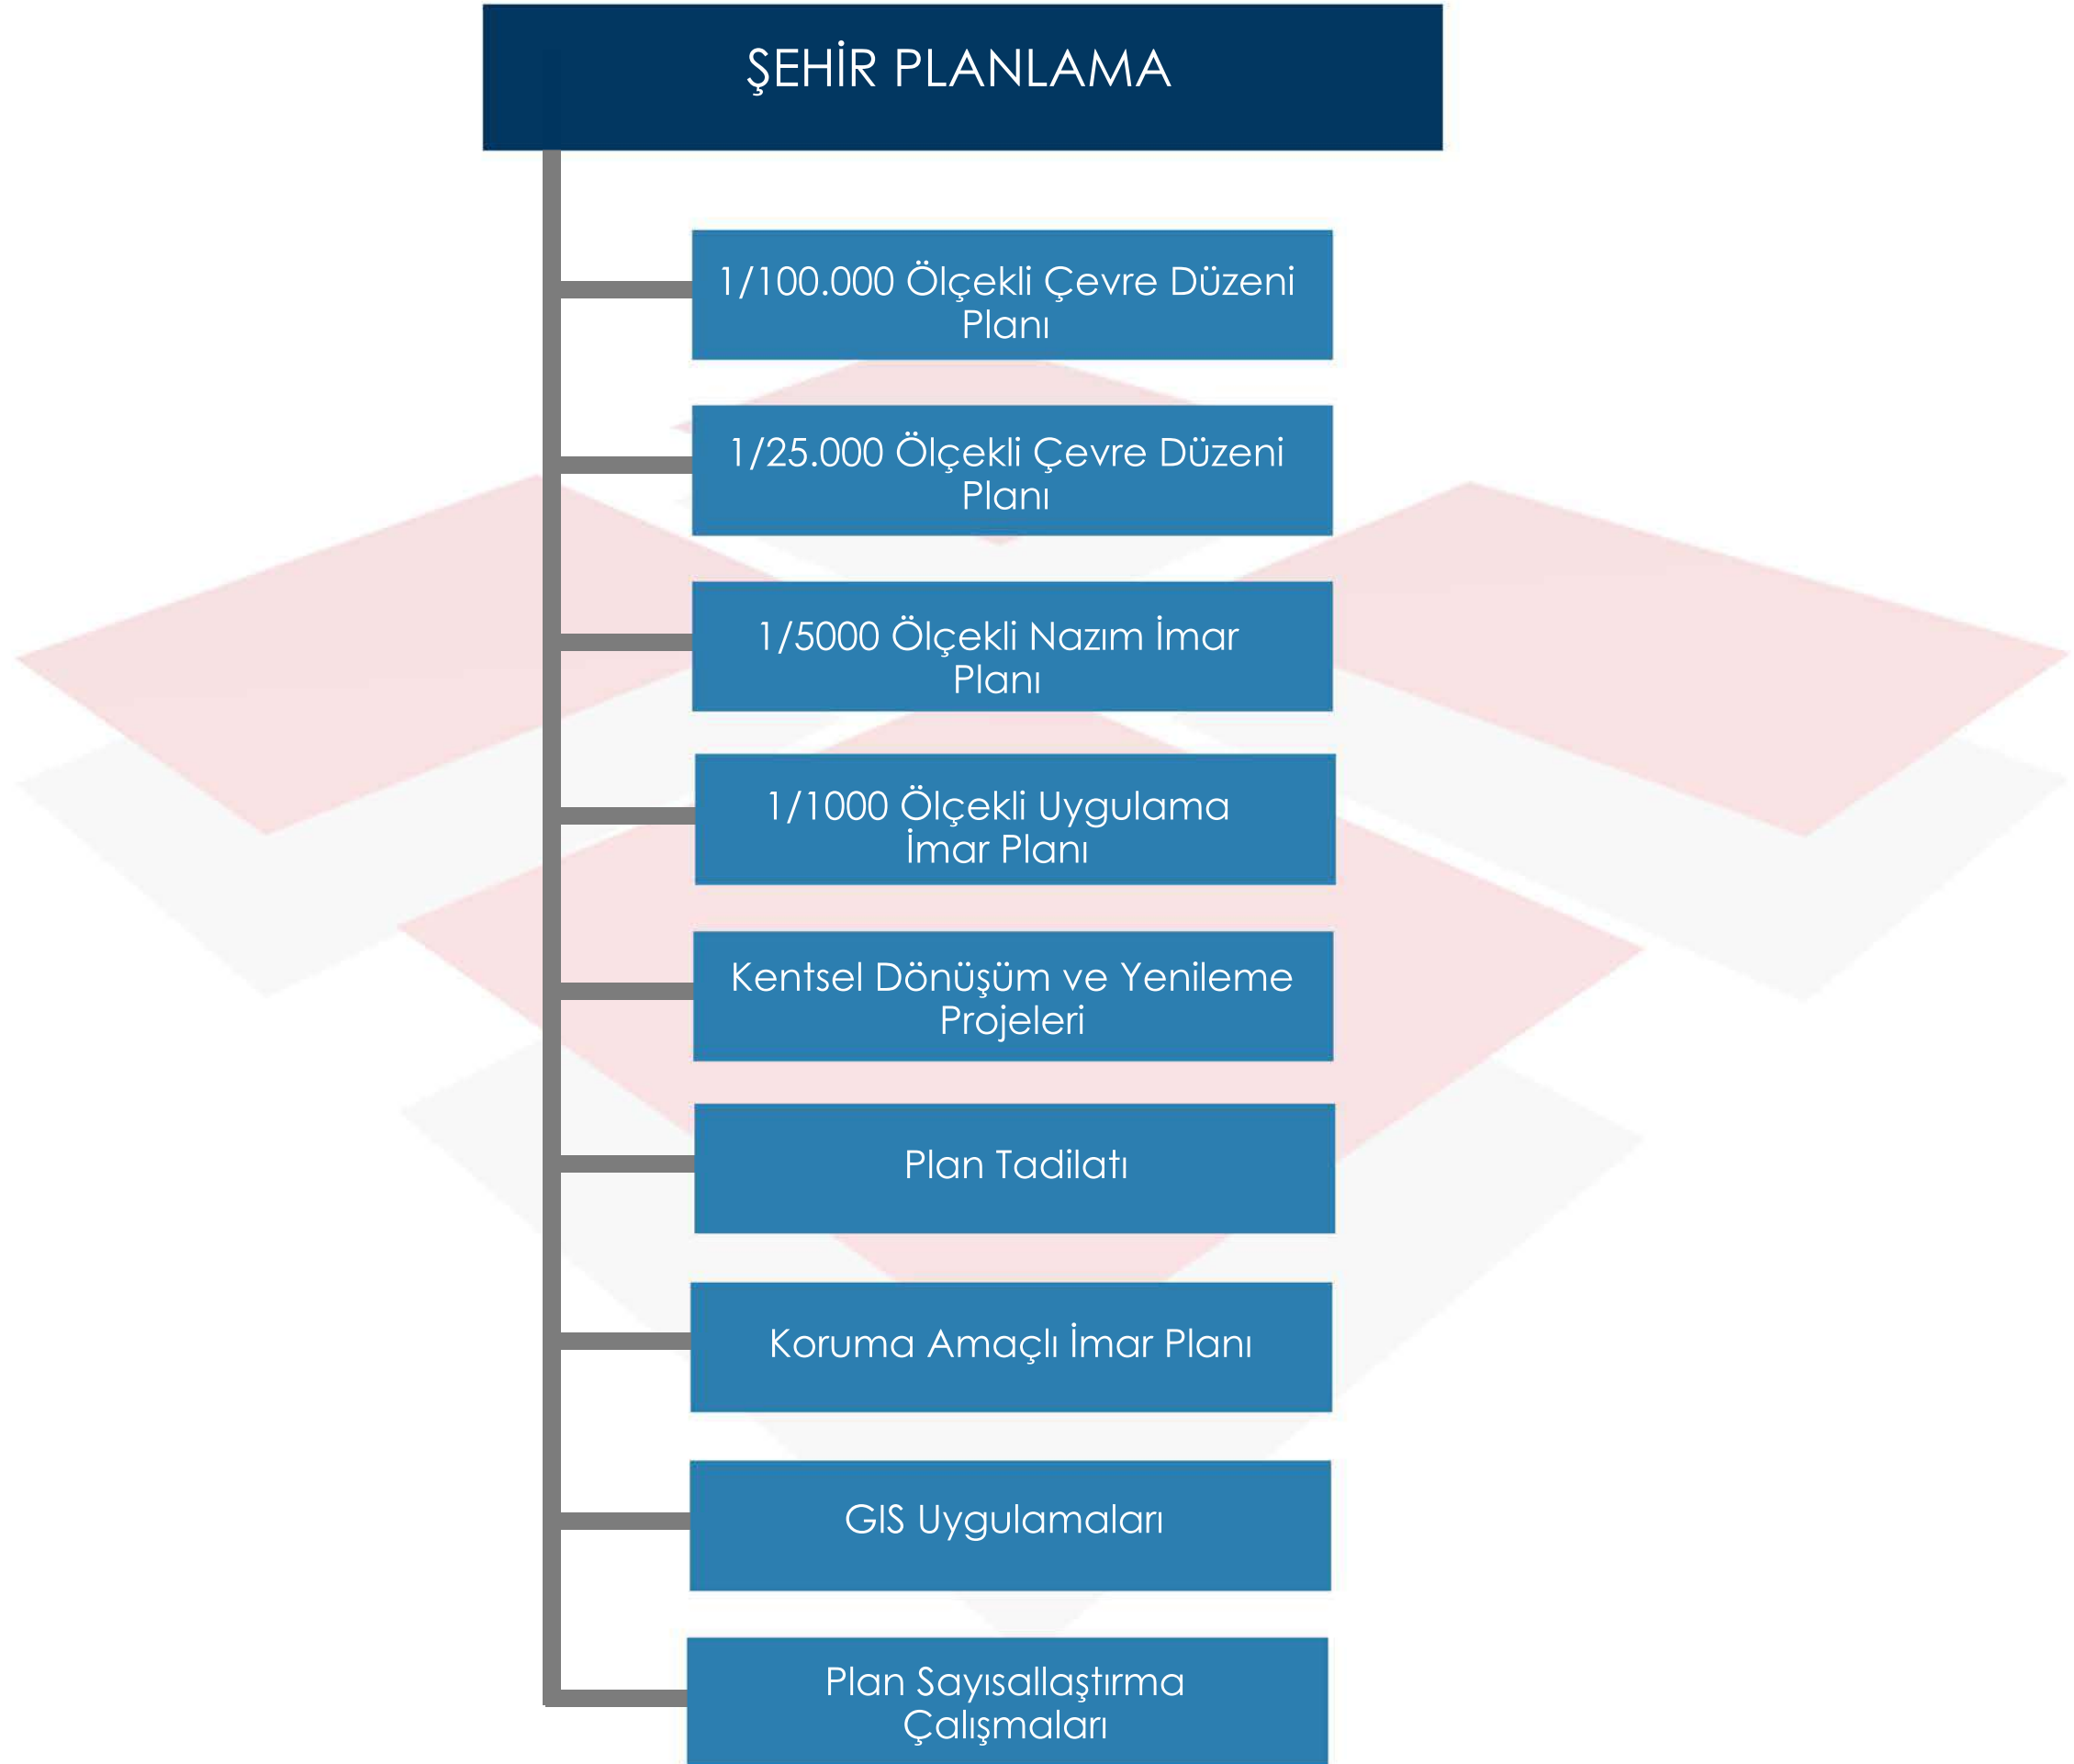 ŞEHİR PLANLAMA
1/100.000 Ölçekli Çevre Düzeni
Planı
1/25.000 Ölçekli Çevre Düzeni
Planı
1/5000 Ölçekli Nazım İmar
Planı
1/1000 Ölçekli Uygulama
İmar Planı
Kentsel Dönüşüm ve Yenileme
Projeleri
Plan Tadilatı
Koruma Amaçlı İmar Planı
GIS Uygulamaları
Plan Sayısallaştırma
Çalışmaları